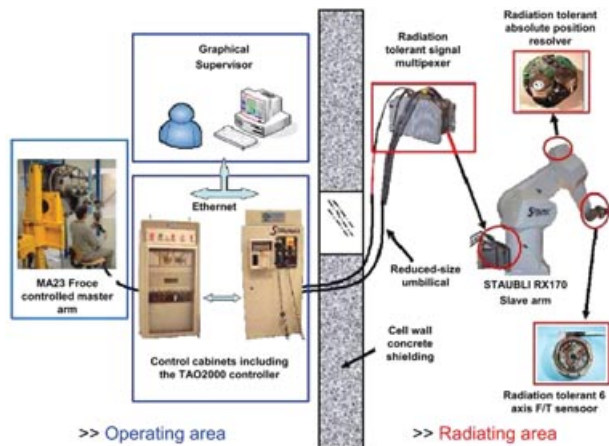 Graphical
Supervisor
Ethernet
MA23 Froce
controlled master
arm
Control cabinets including
the TAO2000 controller
>> Operating area
Radiation
tolerant signal
multipexer
Radiation tolerant
absolute position
resolver
Reduced-size
umbilical
STAUBLI RX170
Slave arm
Cell wall
concrete
shielding
Radiation tolerant 6
axis F/T sensoor
>> Radiating area